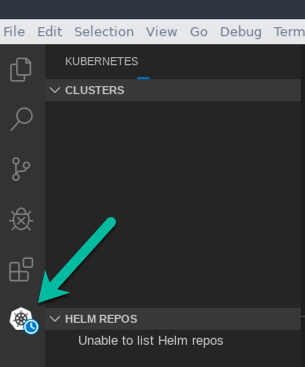 File Edit Selection View Go Debug Term
KUBERNETES
CLUSTERS
HELM REPOS
Unable to list Helm repos